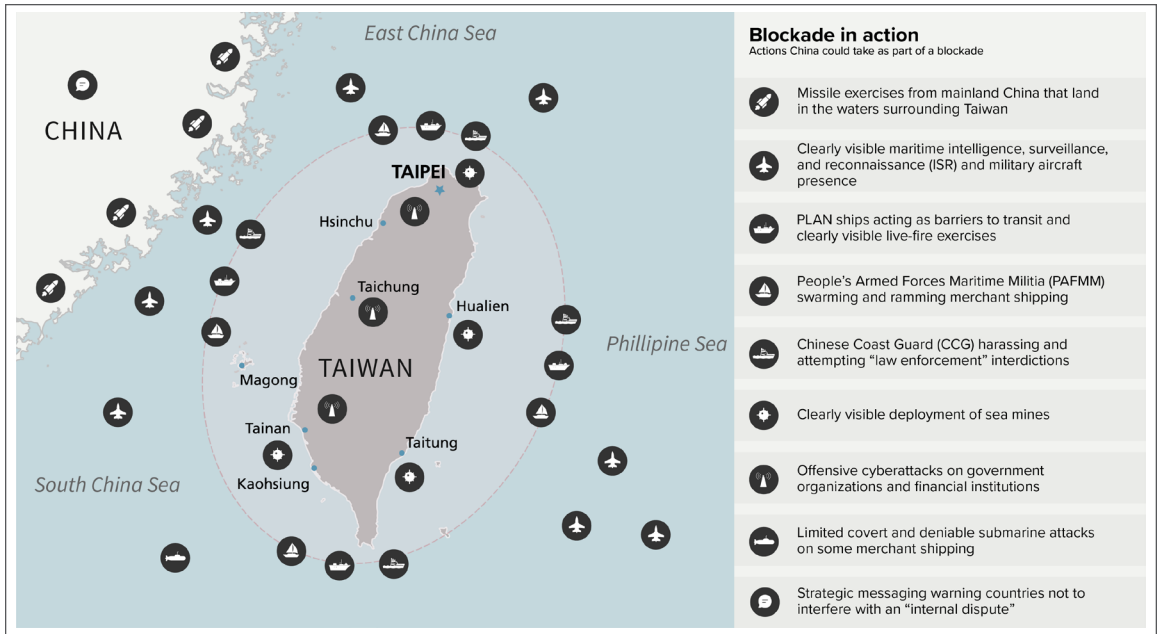 East China Sea
CHINA
TAIPEI
Hsinchu
Taichung
Hualien
Phillipine Sea
TAIWAN
Magong
Tainan
Taitung
South China Sea
Kaohsiung
Blockade in action
Actions China could take as part of a blockade
Missile exercises from mainland China that land
in the waters surrounding Taiwan
Clearly visible maritime intelligence, surveillance,
and reconnaissance (ISR) and military aircraft
presence
PLAN ships acting as barriers to transit and
clearly visible live-fire exercises
People's Armed Forces Maritime Militia (PAFMM)
swarming and ramming merchant shipping
Chinese Coast Guard (CCG) harassing and
attempting “law enforcement” interdictions
Clearly visible deployment of sea mines
Offensive cyberattacks on government
organizations and financial institutions
Limited covert and deniable submarine attacks
on some merchant shipping
Strategic messaging warning countries not to
interfere with an “internal dispute”